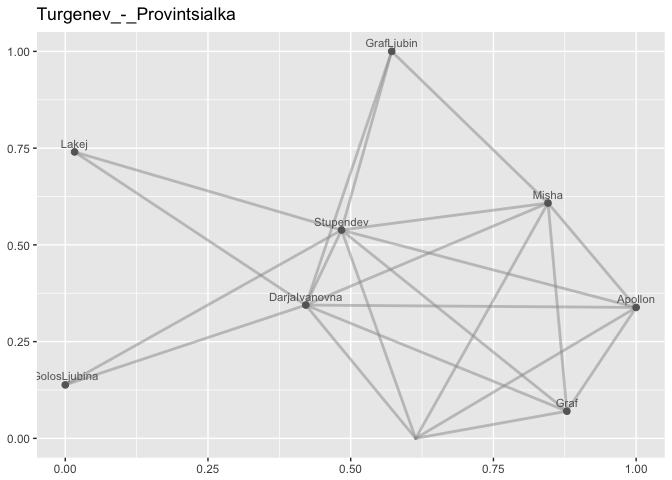 Turgenev_-_Provintsialka
GrafLjubin
1.00
Lakej
0.75
Misha
Stupendev
0.50
DarjaIvanovna
Apollon
GolosLjubina
0.25
Graf
0.00
0.00 0.25 0.50 0.75 1.00